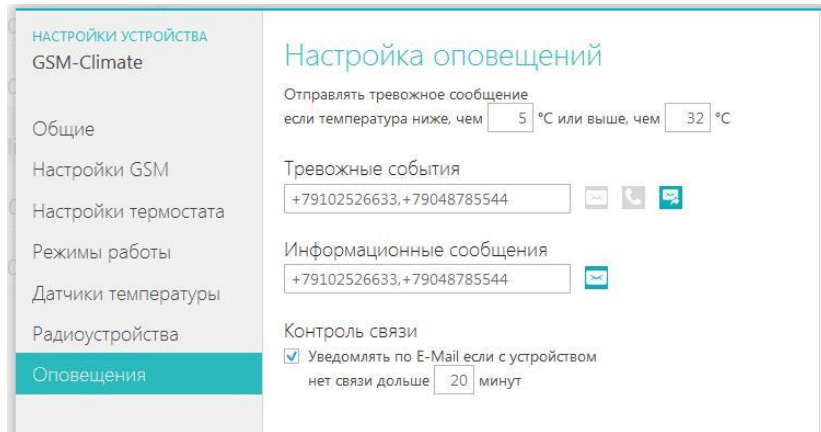 НАСТРОЙКИ УСТРОЙСТВА
GSM-Climate
Общие
Настройки GSM
Настройки термостата
Режимы работы
Датчики температуры
Радиоустройства
Оповещения
Настройка оповещений
Отправлять тревожное сообщение
если температура ниже, чем 5 °C или выше, чем 32 °C
Тревожные события
+79102526633,+79048785544
Информационные сообщения
+79102526633,+79048785544
Контроль связи
Уведомлять по E-Mail если с устройством
нет связи дольше 20 минут